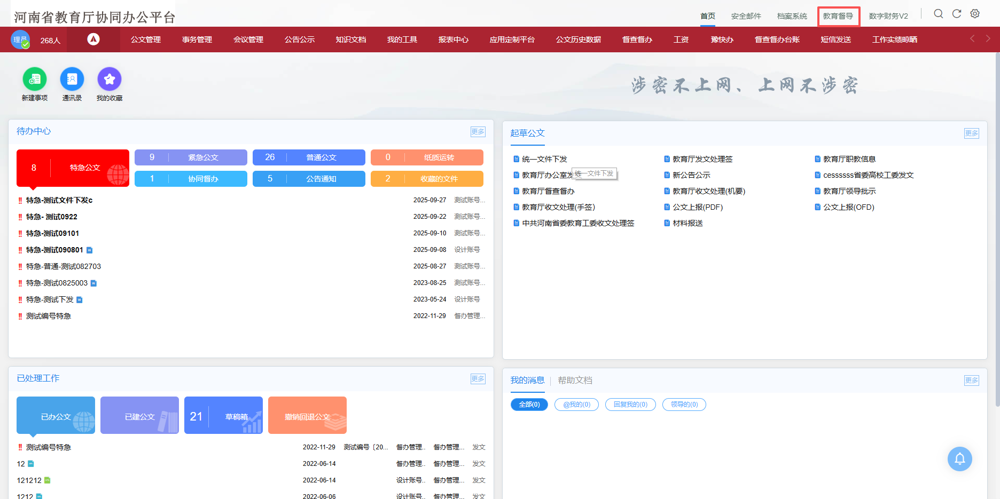 河南省教育厅协同办公平台
首页 安全邮件 档案系统 教育督导 数字财务V2
理员 268人 公文管理 事务管理 会议管理 公告公示 知识文档 我的工具 报表中心 应用定制平台 公文历史数据 督查督办 工资 豫快办 督查督办台账 短信发送 工作实绩晾晒
新建事项 通讯录 我的收藏
涉密不上网、上网不涉密
待办中心 更多
8 特急公文
9 紧急公文
26 普通公文
0 纸质运转
1 协同督办
5 公告通知
2 收藏的文件
特急-测试文件下发c 2025-09-27 测试账号...
特急- 测试0922 2025-09-22 测试账号...
特急-测试09101 2025-09-10 测试账号...
特急-测试090801 2025-09-08 设计账号
特急-普通-测试082703 2025-08-27 测试账号...
特急-测试0825003 2023-08-25 测试账号...
特急-测试下发 2023-05-24 设计账号
测试编号特急 2022-11-29 督办管理...
起草公文 更多
统一文件下发 教育厅发文处理签 教育厅职教信息
教育厅办公室发文 新公告公示 cessssss省委高校工委发文
统一文件下发
教育厅督查督办 教育厅收文处理(机要) 教育厅领导批示
教育厅收文处理(手签) 公文上报(PDF) 公文上报(OFD)
中共河南省委教育工委收文处理签 材料报送
已处理工作 更多
已办公文 已建公文 21 草稿箱 撤销回退公文
测试编号特急 2022-11-29 测试编号〔20... 督办管理.. 督办管理... 发文
12 2022-06-14 督办管理.. 督办管理... 发文
121212 2022-06-14 设计账号.. 督办管理... 发文
1212 2022-06-06 设计账号.. 督办管理... 发文
我的消息 帮助文档 更多
全部(0) @我的(0) 回复我的(0) 领导的(0)